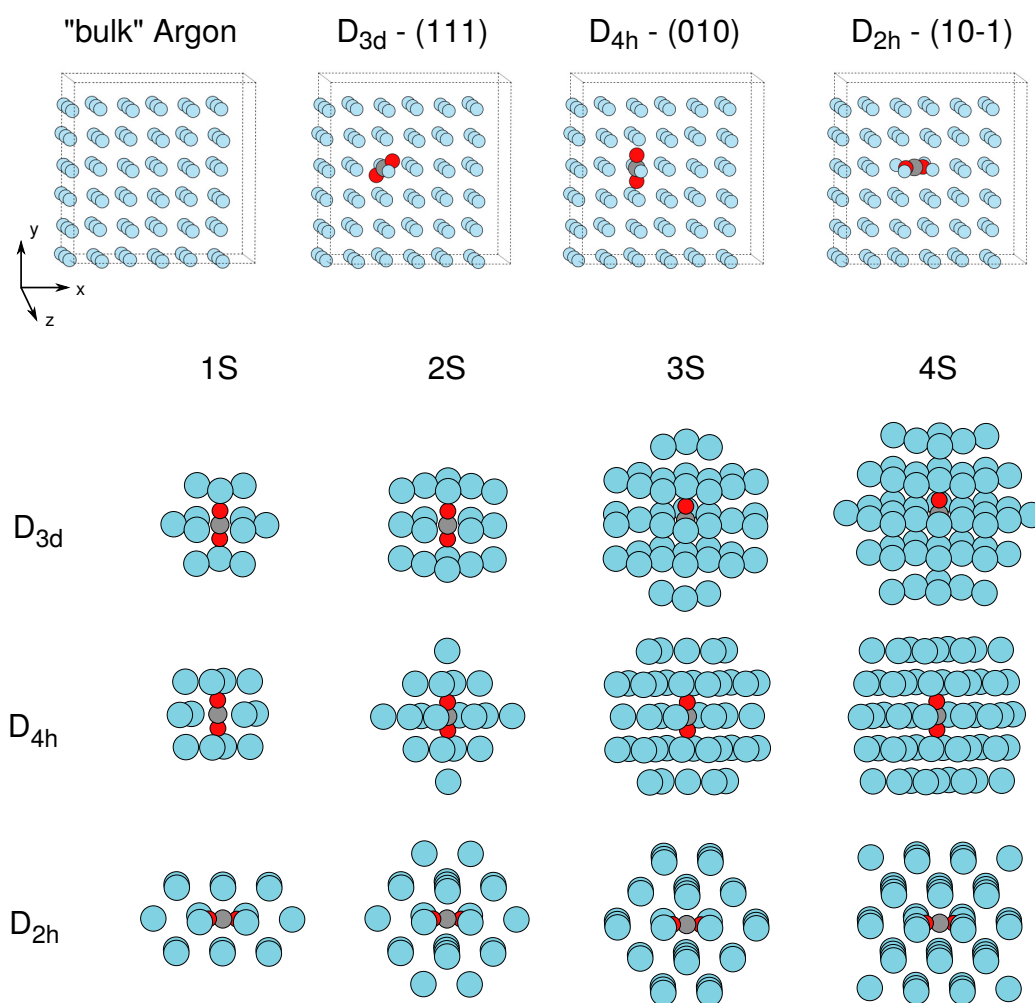 "bulk" Argon D3d - (111) D4h - (010) D2h - (10-1)
y
x
z
1S 2S 3S 4S
D3d
D4h
D2h